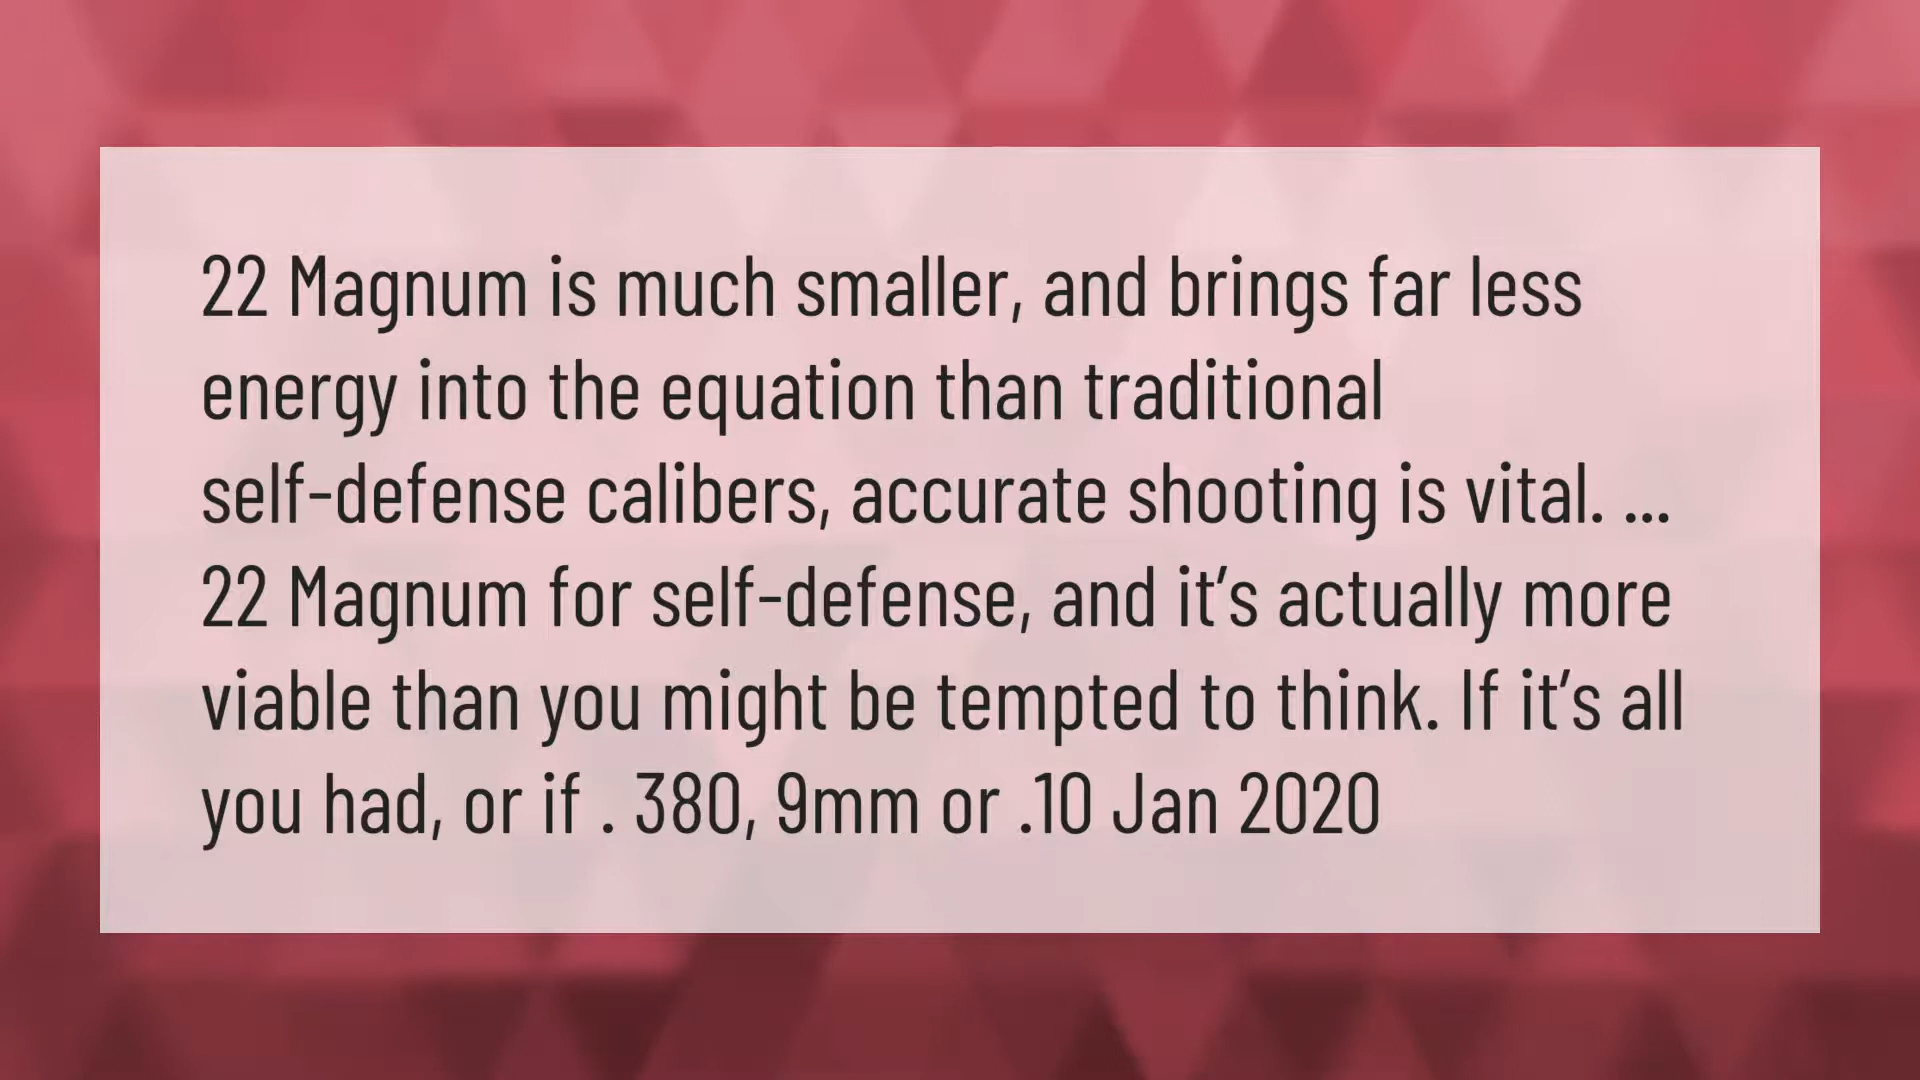 22 Magnum is much smaller, and brings far less
energy into the equation than traditional
self-defense calibers, accurate shooting is vital. ...
22 Magnum for self-defense, and it’s actually more
viable than you might be tempted to think. If it’s all
you had, or if . 380, 9mm or .10 Jan 2020